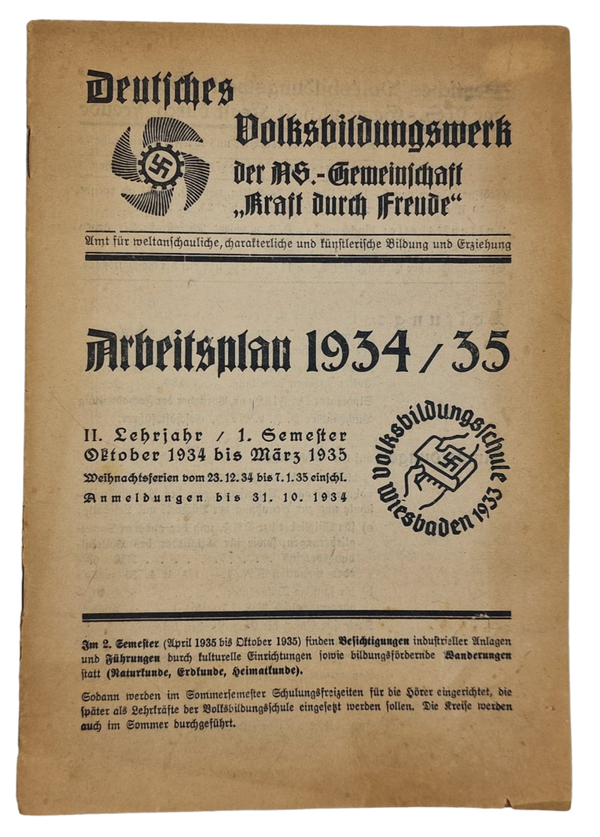 Deutsches
Volksbildungswerk
der NS.-Gemeinschaft
„Kraft durch Freude“
Amt für weltanschauliche, charakterliche und künstlerische Bildung und Erziehung
Arbeitsplan 1934/35
II. Lehrjahr / 1. Semester
Oktober 1934 bis März 1935
Weihnachtsferien vom 23. 12. 34 bis 7. 1. 35 einschl.
Anmeldungen bis 31. 10. 1934
Volksbildungsschule
Wiesbaden 1933
Im 2. Semester (April 1935 bis Oktober 1935) finden Besichtigungen industrieller Anlagen
und Führungen durch kulturelle Einrichtungen sowie bildungsfördernde Wanderungen
statt (Naturkunde, Erdkunde, Heimatkunde).
Sodann werden im Sommersemester Schulungsfreizeiten für die Hörer eingerichtet, die
später als Lehrkräfte der Volksbildungsschule eingesetzt werden sollen. Die Kreise werden
auch im Sommer durchgeführt.